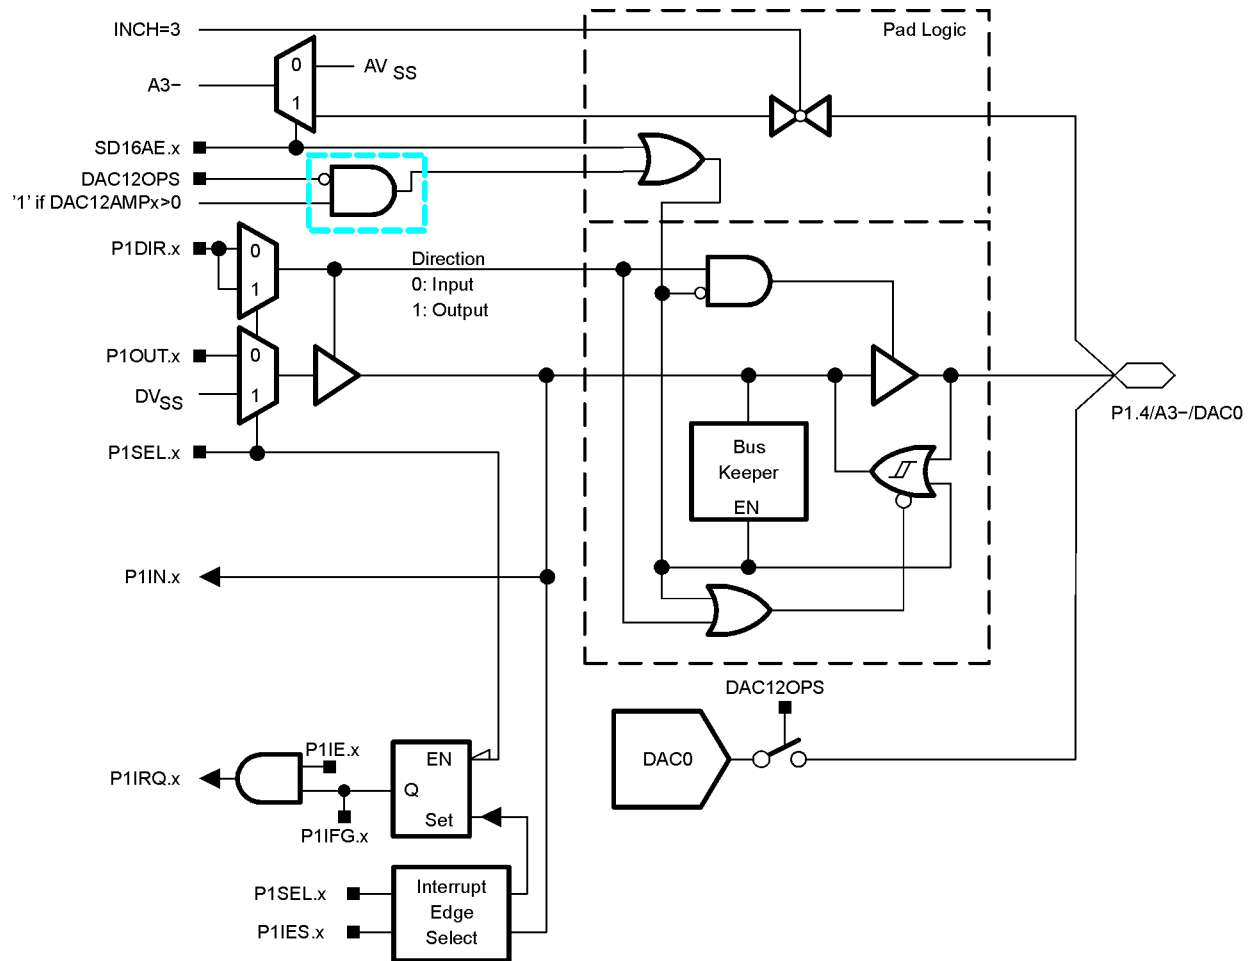 INCH=3
Pad Logic
0
AV SS
A3−
1
SD16AE.x
DAC12OPS
'1' if DAC12AMPx>0
P1DIR.x
0
1
Direction
0: Input
1: Output
P1OUT.x
0
DVSS
1
P1.4/A3−/DAC0
P1SEL.x
Bus
Keeper
EN
P1IN.x
DAC12OPS
P1IE.x
EN
DAC0
P1IRQ.x
Q
Set
P1IFG.x
P1SEL.x
Interrupt
Edge
Select
P1IES.x